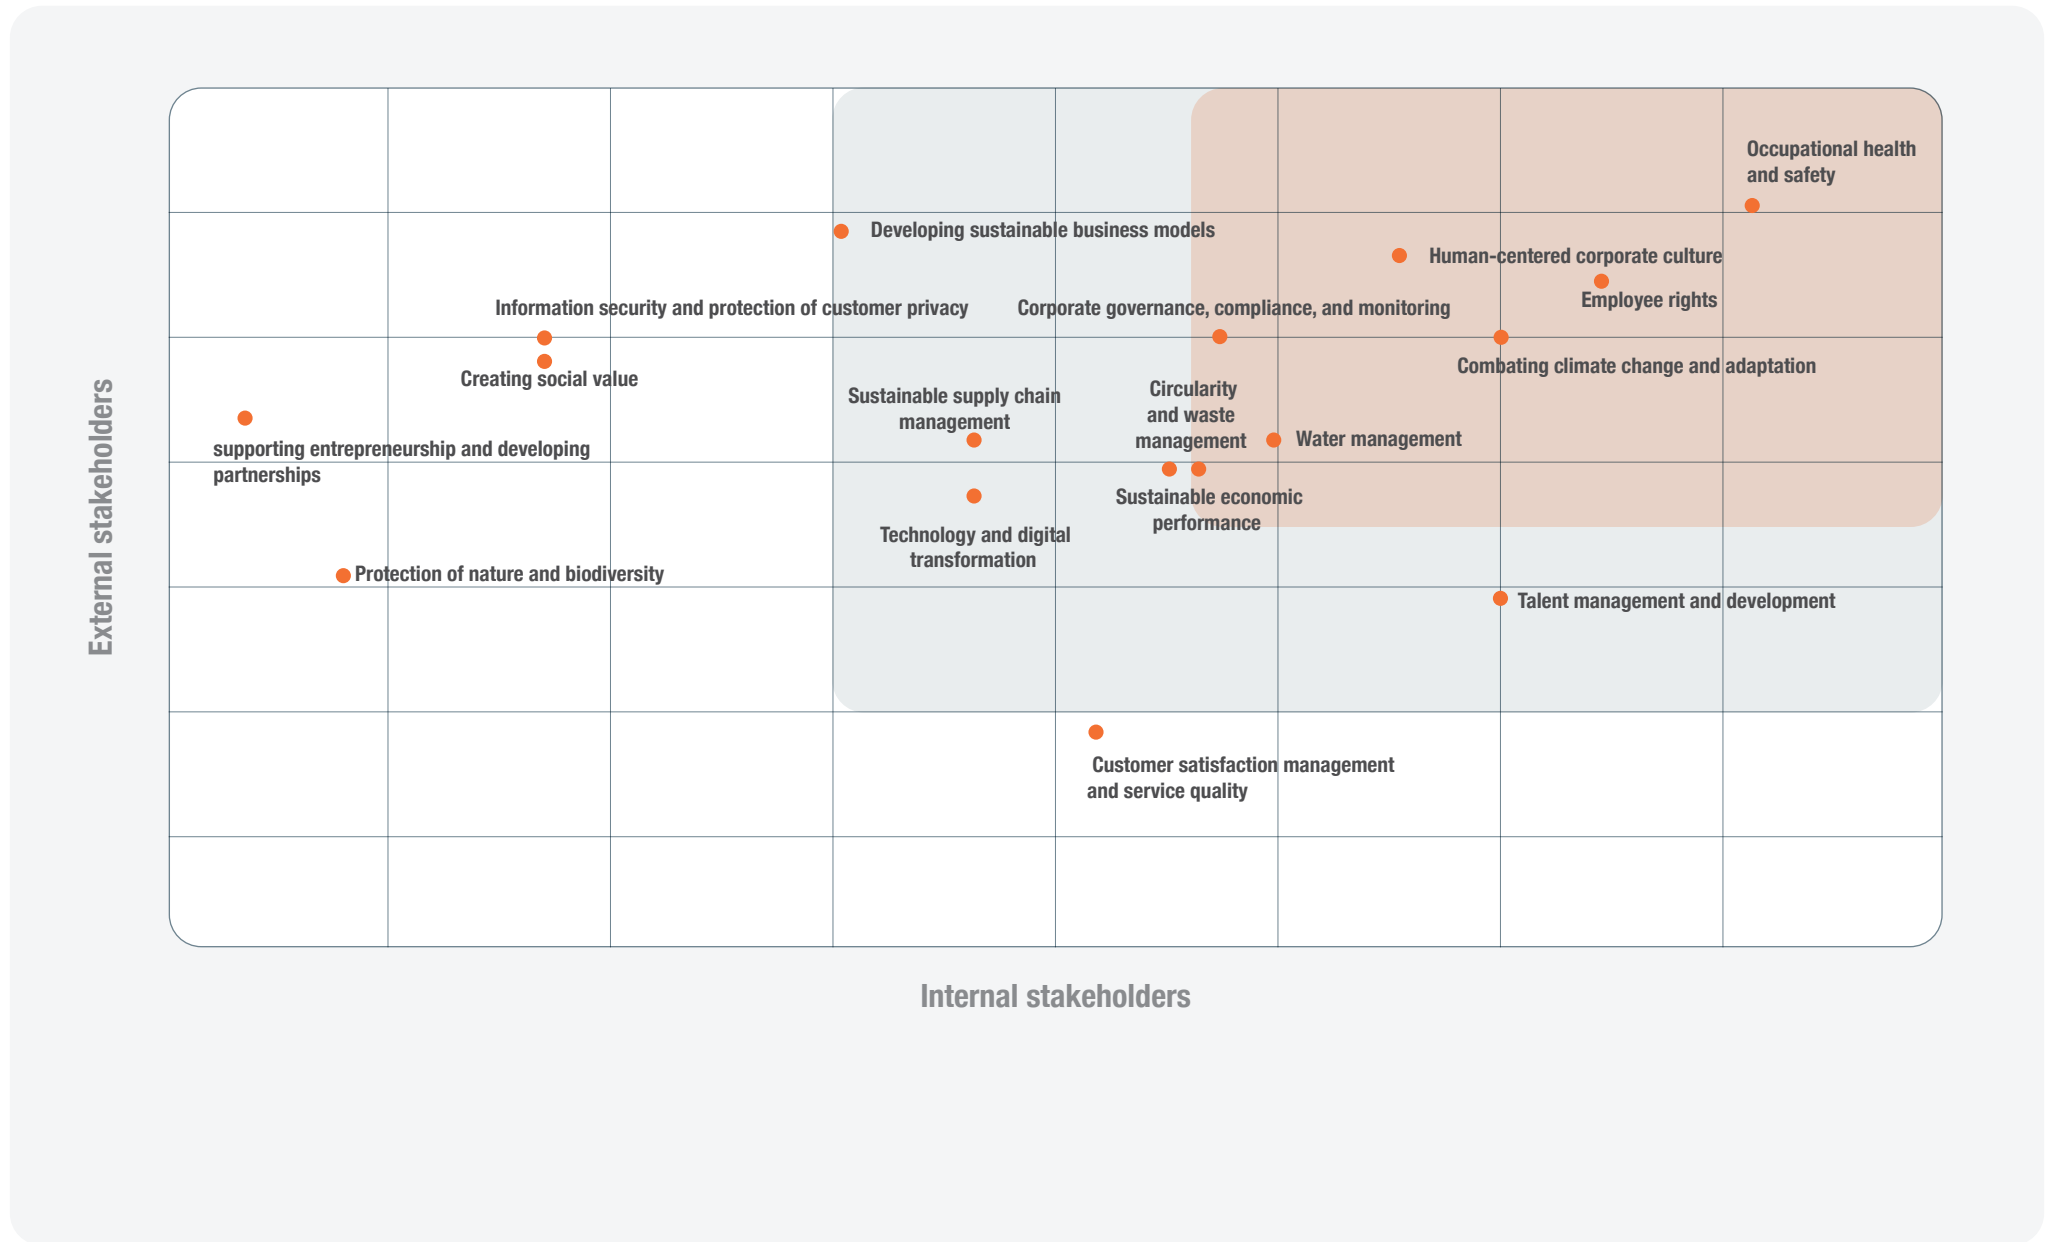 Occupational health
and safety
Developing sustainable business models
Human-centered corporate culture
Employee rights
Information security and protection of customer privacy
Corporate governance, compliance, and monitoring
Combating climate change and adaptation
Creating social value
Sustainable supply chain
management
Circularity
and waste
management
Water management
supporting entrepreneurship and developing
partnerships
Sustainable economic
performance
Technology and digital
transformation
Protection of nature and biodiversity
Talent management and development
Customer satisfaction management
and service quality
External stakeholders
Internal stakeholders